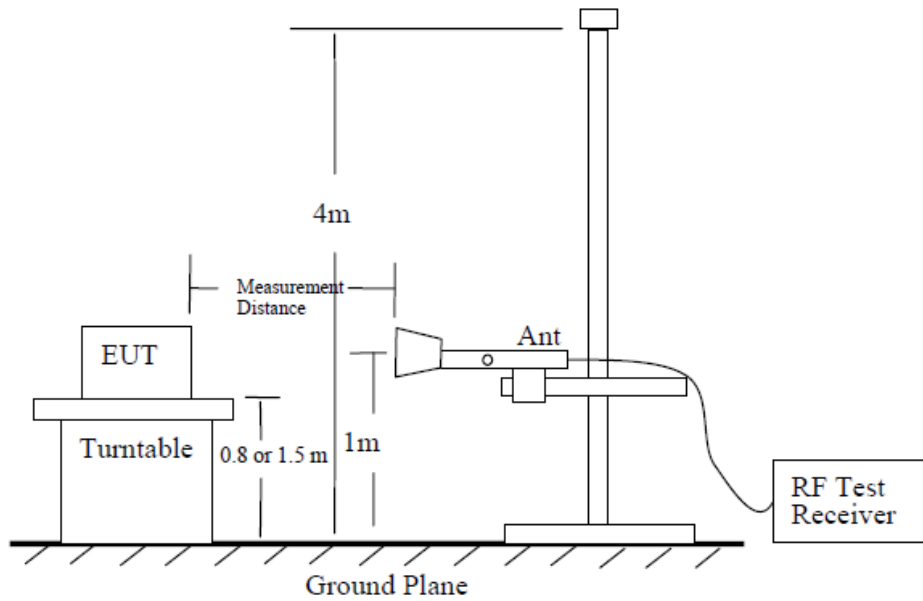 4m
Measurement
Distance
Ant
EUT
Turntable
0.8 or 1.5 m
1m
RF Test
Receiver
Ground Plane